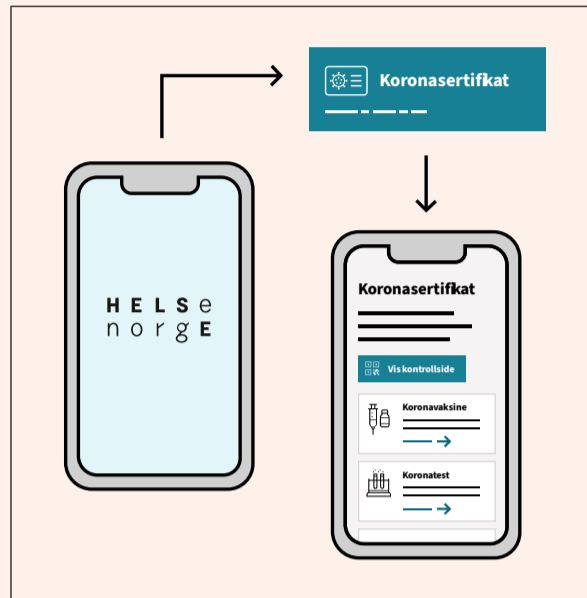 HELSe
norgE
Koronasertifikat
Koronasertifikat
Vis kontrollside
Koronavaksine
Koronatest